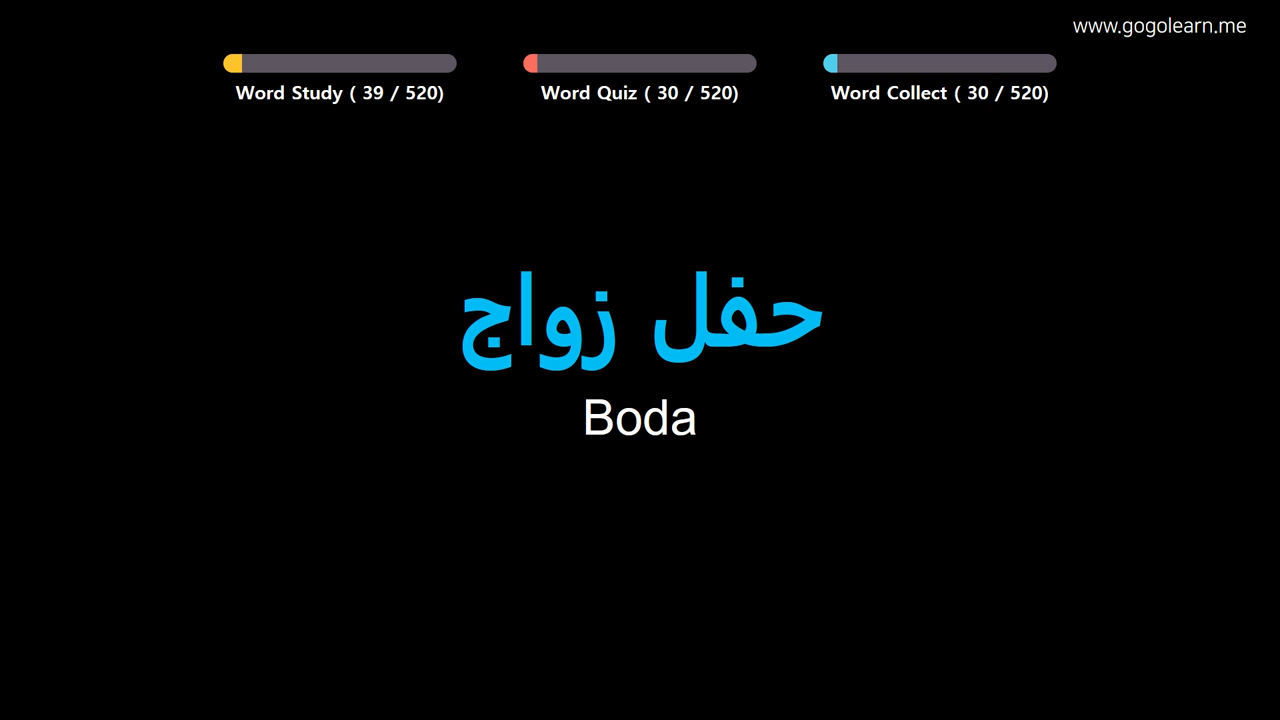 www.gogolearn.me
Word Study ( 39 / 520)
Word Quiz ( 30 / 520)
Word Collect ( 30 / 520)
حفل زواج
Boda